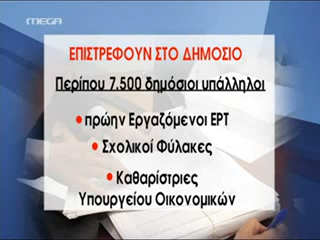 MEGA
ΕΠΙΣΤΡΕΦΟΥΝ ΣΤΟ ΔΗΜΟΣΙΟ
Περίπου 7.500 δημόσιοι υπάλληλοι
• πρώην Εργαζόμενοι ΕΡΤ
• Σχολικοί Φύλακες
• Καθαρίστριες
Υπουργείου Οικονομικών